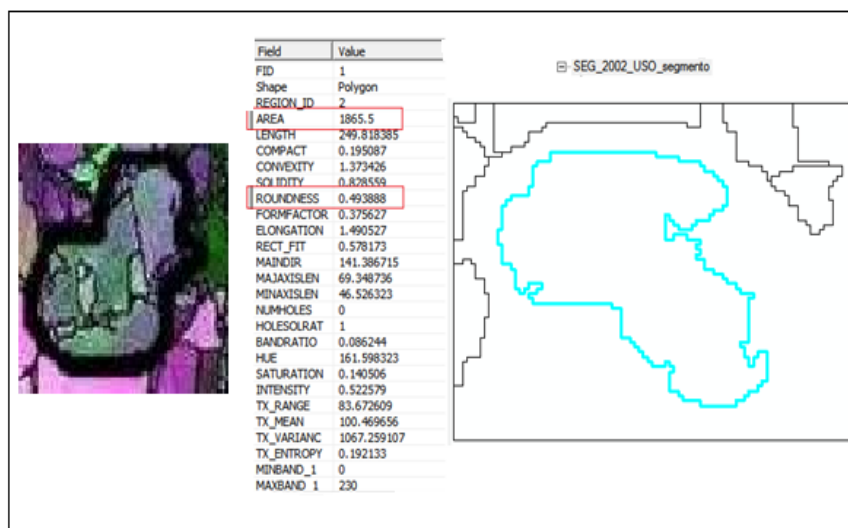 Field Value
FID 1
Shape Polygon
REGION_ID 2
AREA 1865.5
LENGTH 249.818385
COMPACT 0.195087
CONVEXITY 1.373426
SOLIDITY 0.828559
ROUNDNESS 0.493888
FORMFACTOR 0.375627
ELONGATION 1.490527
RECT_FIT 0.578173
MAINDIR 141.386715
MAJAXISLEN 69.348736
MINAXISLEN 46.526323
NUMHOLES 0
HOLESOLRAT 1
BANDRATIO 0.086244
HUE 161.598323
SATURATION 0.140506
INTENSITY 0.522579
TX_RANGE 83.672609
TX_MEAN 100.469656
TX_VARIANC 1067.259107
TX_ENTROPY 0.192133
MINBAND_1 0
MAXBAND_1 230
SEG_2002_USO_segmento